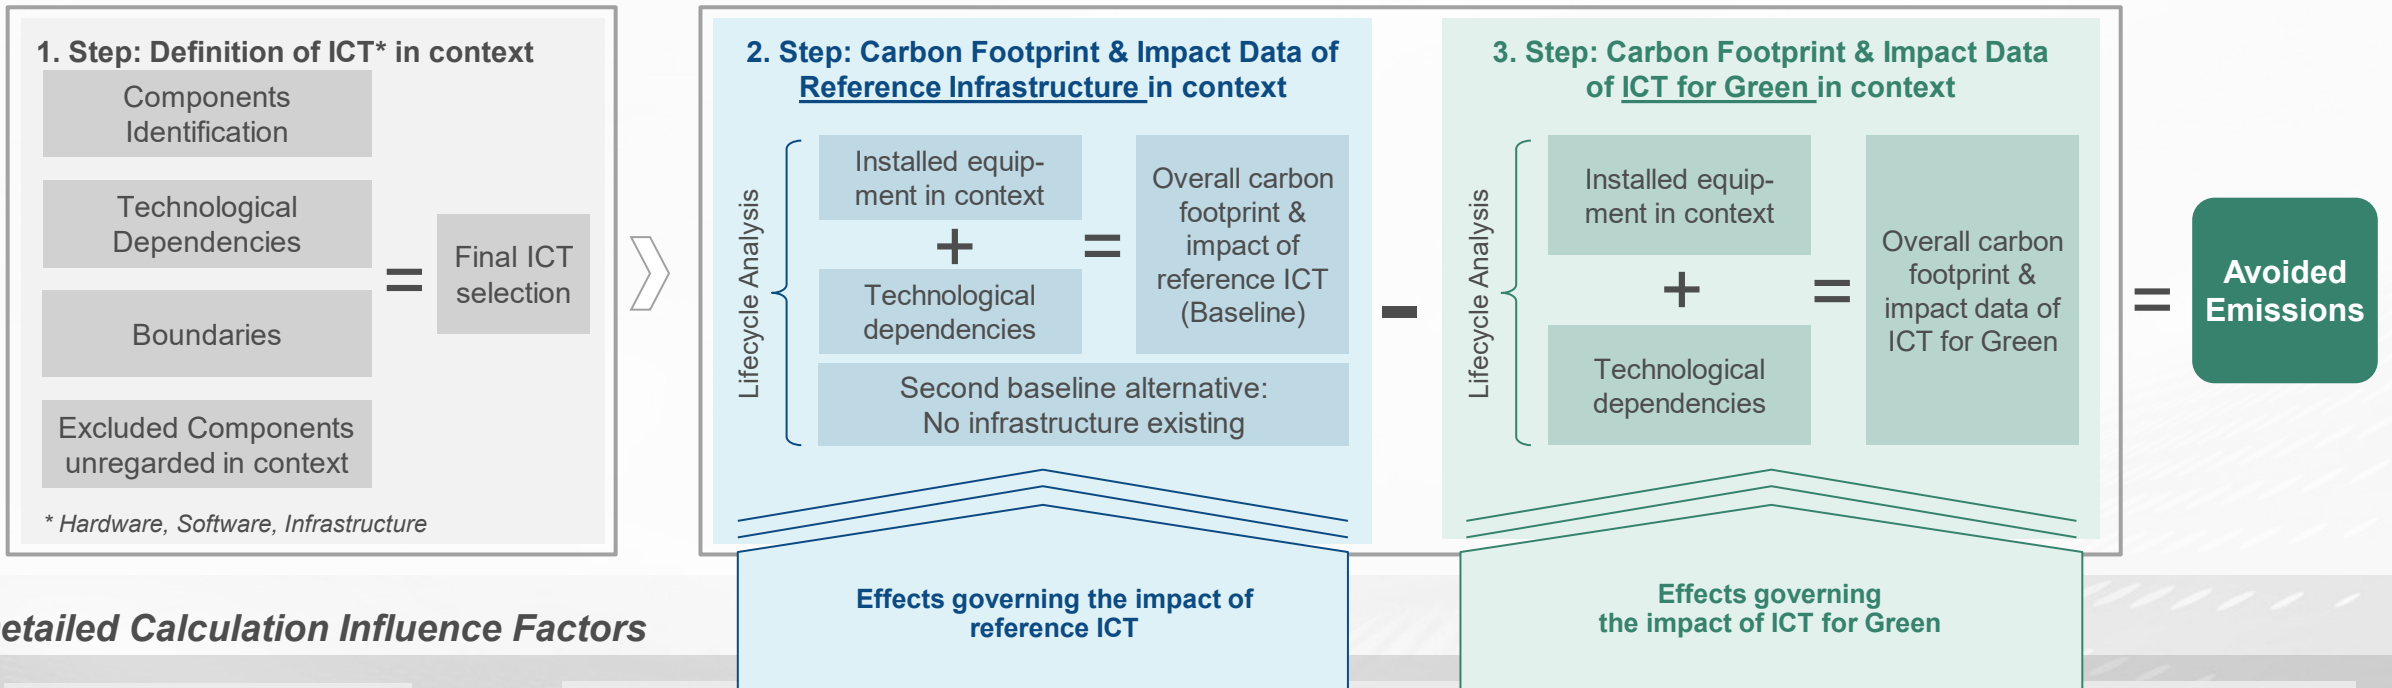 1. Step: Definition of ICT* in context
Components
Identification
Technological
Dependencies
Boundaries
Excluded Components
unregarded in context
=
Final ICT
selection
* Hardware, Software, Infrastructure
2. Step: Carbon Footprint & Impact Data of
Reference Infrastructure in context
Lifecycle Analysis
Installed equip-
ment in context
+
Technological
dependencies
=
Overall carbon
footprint &
impact of
reference ICT
(Baseline)
Second baseline alternative:
No infrastructure existing
-
3. Step: Carbon Footprint & Impact Data
of ICT for Green in context
Lifecycle Analysis
Installed equip-
ment in context
+
Technological
dependencies
=
Overall carbon
footprint &
impact data of
ICT for Green
=
Avoided
Emissions
Effects governing the impact of
reference ICT
Effects governing
the impact of ICT for Green
etailed Calculation Influence Factors